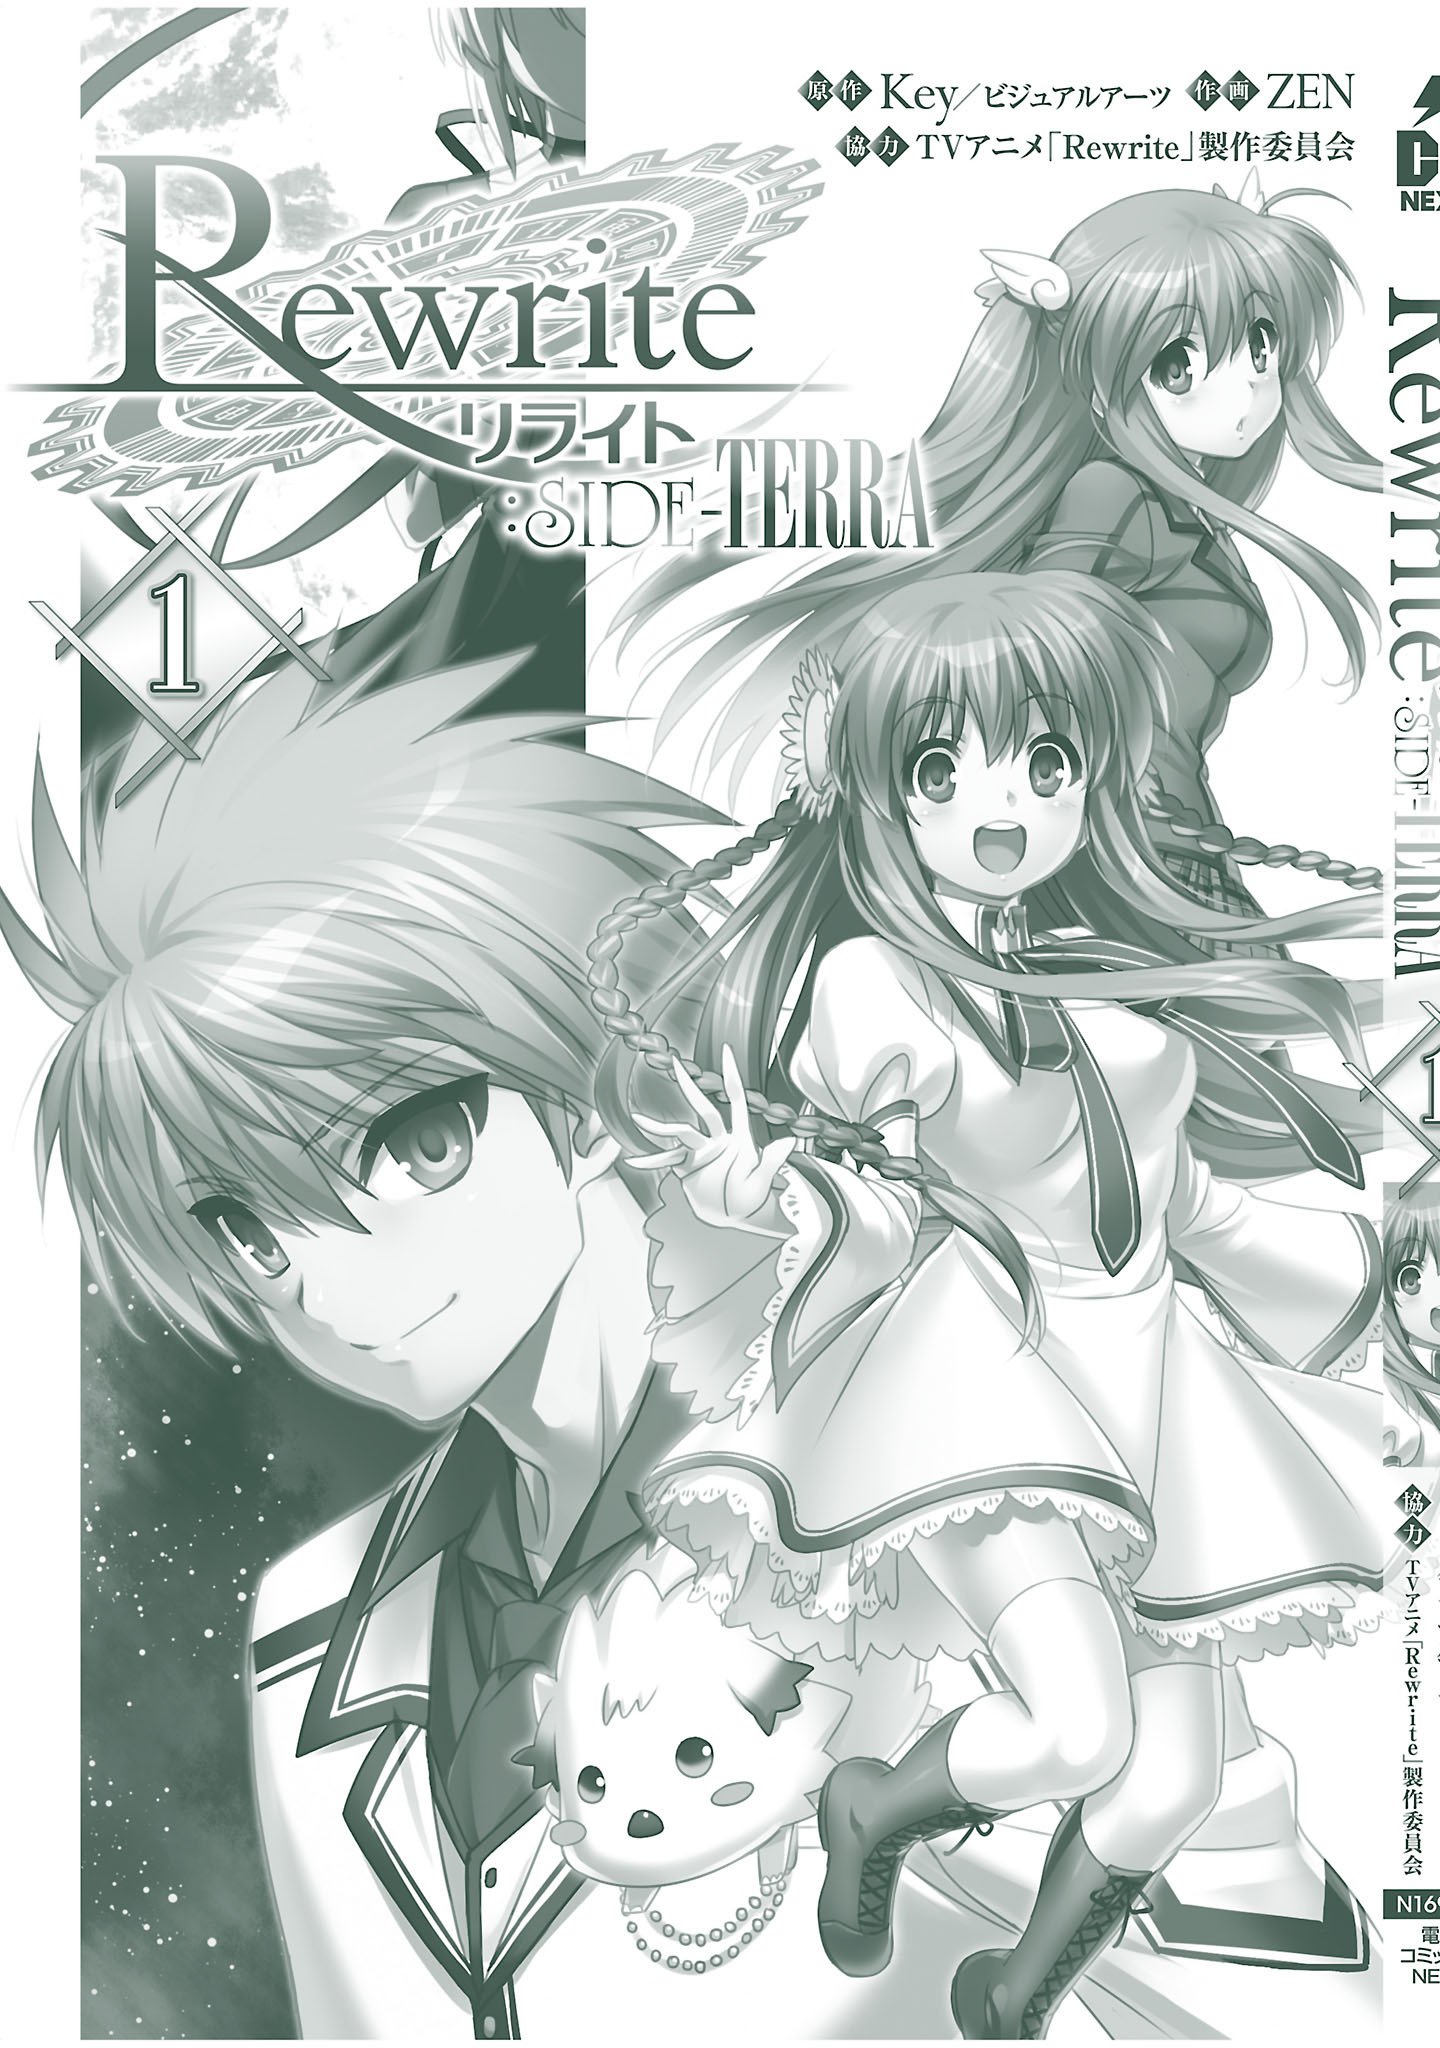 原作 Key/ビジュアルアーツ 作画 ZEN
協力 TVアニメ「Rewrite」製作委員会
Rewrite
リライト
:SIDE-TERRA
1
Rewrite:SIDE-TERRA
1
協力 TVアニメ「Rewrite」製作委員会